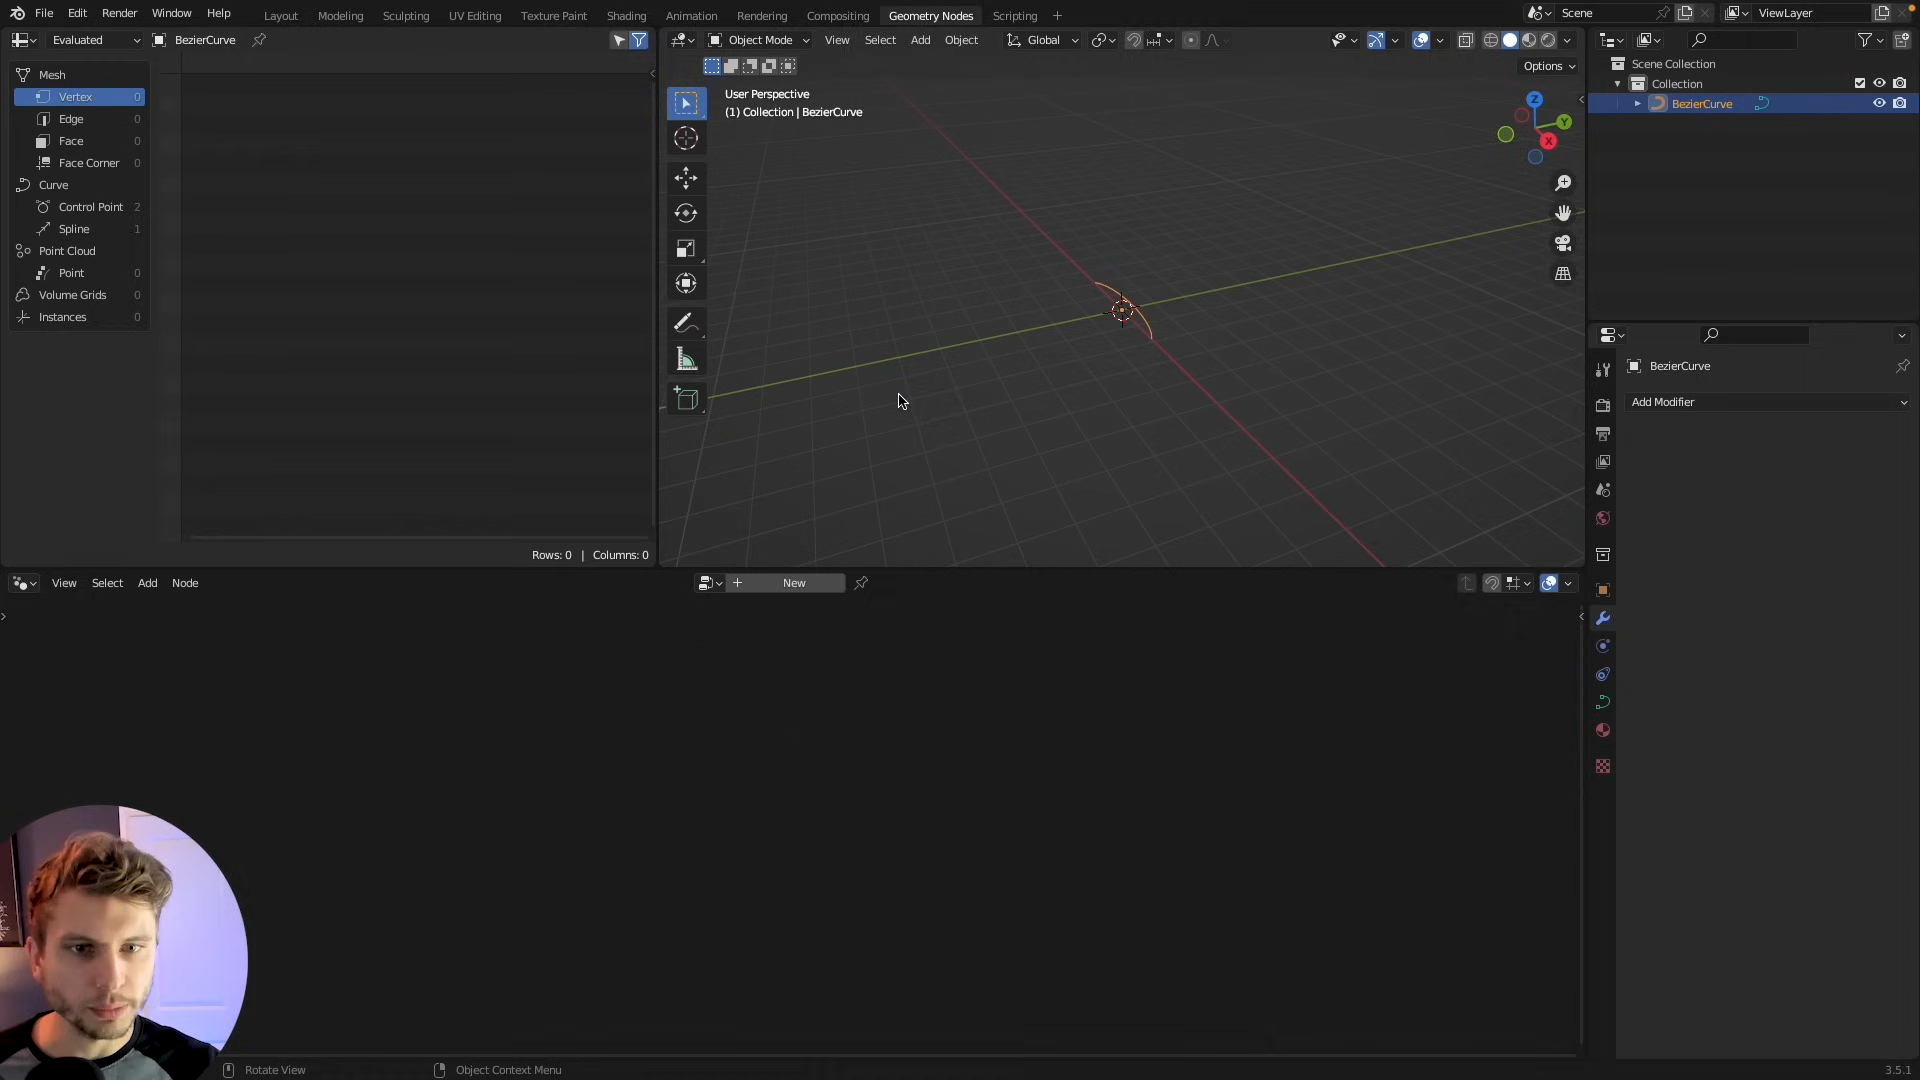 File Edit Render Window Help Layout Modeling Sculpting UV Editing Texture Paint Shading Animation Rendering Compositing Geometry Nodes Scripting + Scene ViewLayer
Evaluated BezierCurve
Object Mode View Select Add Object Global
Options
Mesh
Vertex 0
Edge 0
Face 0
Face Corner 0
Curve
Control Point 2
Spline 1
Point Cloud
Point 0
Volume Grids 0
Instances 0
Rows: 0 | Columns: 0
User Perspective
(1) Collection | BezierCurve
Z
Y
X
Scene Collection
Collection
BezierCurve
BezierCurve
Add Modifier
View Select Add Node
+ New
Rotate View
Object Context Menu
3.5.1